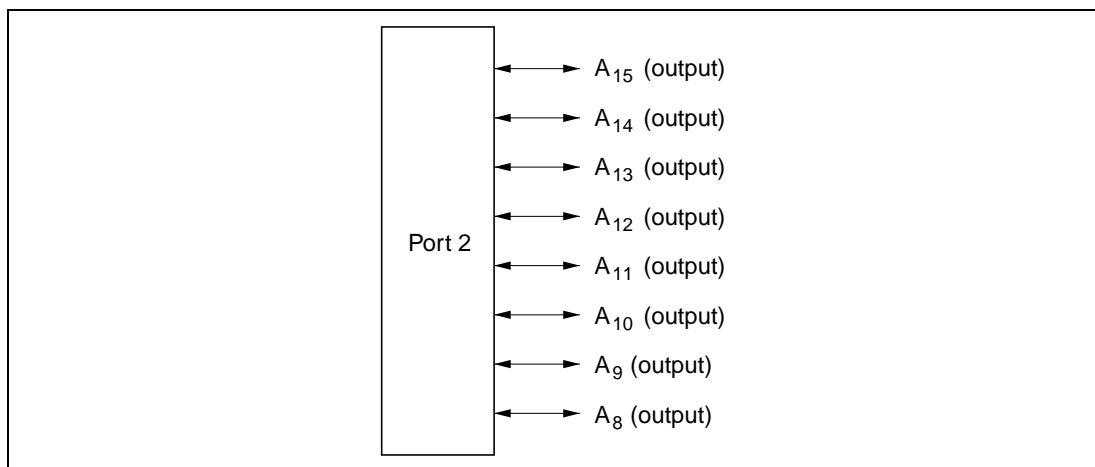 A15 (output)
A14 (output)
A13 (output)
A12 (output)
Port 2
A11 (output)
A10 (output)
A9 (output)
A8 (output)